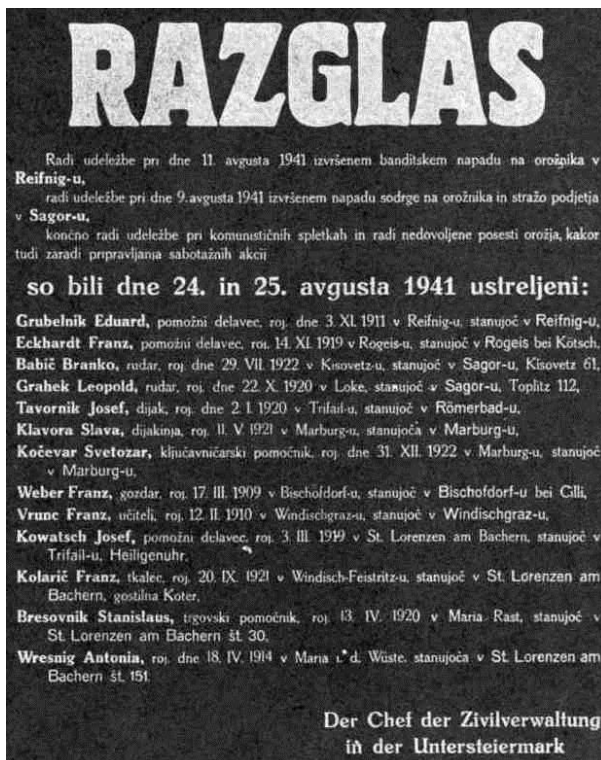 RAZGLAS
Radi udeležbe pri dne 11. avgusta 1941 izvršenem banditskem napadu na orožnika v
Reifnig-u,
radi udeležbe pri dne 9. avgusta 1941 izvršenem napadu sodrge na orožnika in stražo podjetja
v Sagor-u,
končno radi udeležbe pri komunističnih spletkah in radi nedovoljene posesti orožja, kakor
tudi zaradi pripravljanja sabotažnih akcij
so bili dne 24. in 25. avgusta 1941 ustreljeni:
Grubelnik Eduard, pomožni delavec, roj. dne 3. XI. 1911 v Reifnig-u, stanujoč v Reifnig-u,
Eckhardt Franz, pomožni delavec, roj. 14. XI. 1919 v Rogeis-u, stanujoč v Rogeis bei Kötsch,
Babič Branko, rudar, roj. dne 29. VII. 1922 v Kisovetz-u, stanujoč v Sagor-u, Kisovetz 61,
Grahek Leopold, rudar, roj. dne 22. X. 1920 v Loke, stanujoč v Sagor-u, Toplitz 112,
Tavornik Josef, dijak, roj. dne 2. I. 1920 v Trifail-u, stanujoč v Römerbad-u,
Klavora Slava, dijakinja, roj. 11. V. 1921 v Marburg-u, stanujoča v Marburg-u,
Kočevar Svetozar, ključavničarski pomočnik, roj. dne 31. XII. 1922 v Marburg-u, stanujoč
v Marburg-u,
Weber Franz, gozdar, roj. 17. III. 1909 v Bischofdorf-u, stanujoč v Bischofdorf-u bei Cilli,
Vrunc Franz, učitelj, roj. 12. II. 1910 v Windischgraz-u, stanujoč v Windischgraz-u,
Kowatsch Josef, pomožni delavec, roj. 3. III. 1919 v St. Lorenzen am Bachern, stanujoč v
Trifail-u, Heiligenuhr,
Kolarič Franz, tkalec, roj. 20. IX. 1921 v Windisch-Feistritz-u, stanujoč v St. Lorenzen am
Bachern, gostilna Koter,
Bresovnik Stanislaus, trgovski pomočnik, roj. 13. IV. 1920 v Maria Rast, stanujoč v
St. Lorenzen am Bachern št. 30,
Wresnig Antonia, roj. dne 18. IV. 1914 v Maria i. d. Wüste, stanujoča v St. Lorenzen am
Bachern št. 151.
Der Chef der Zivilverwaltung
in der Untersteiermark